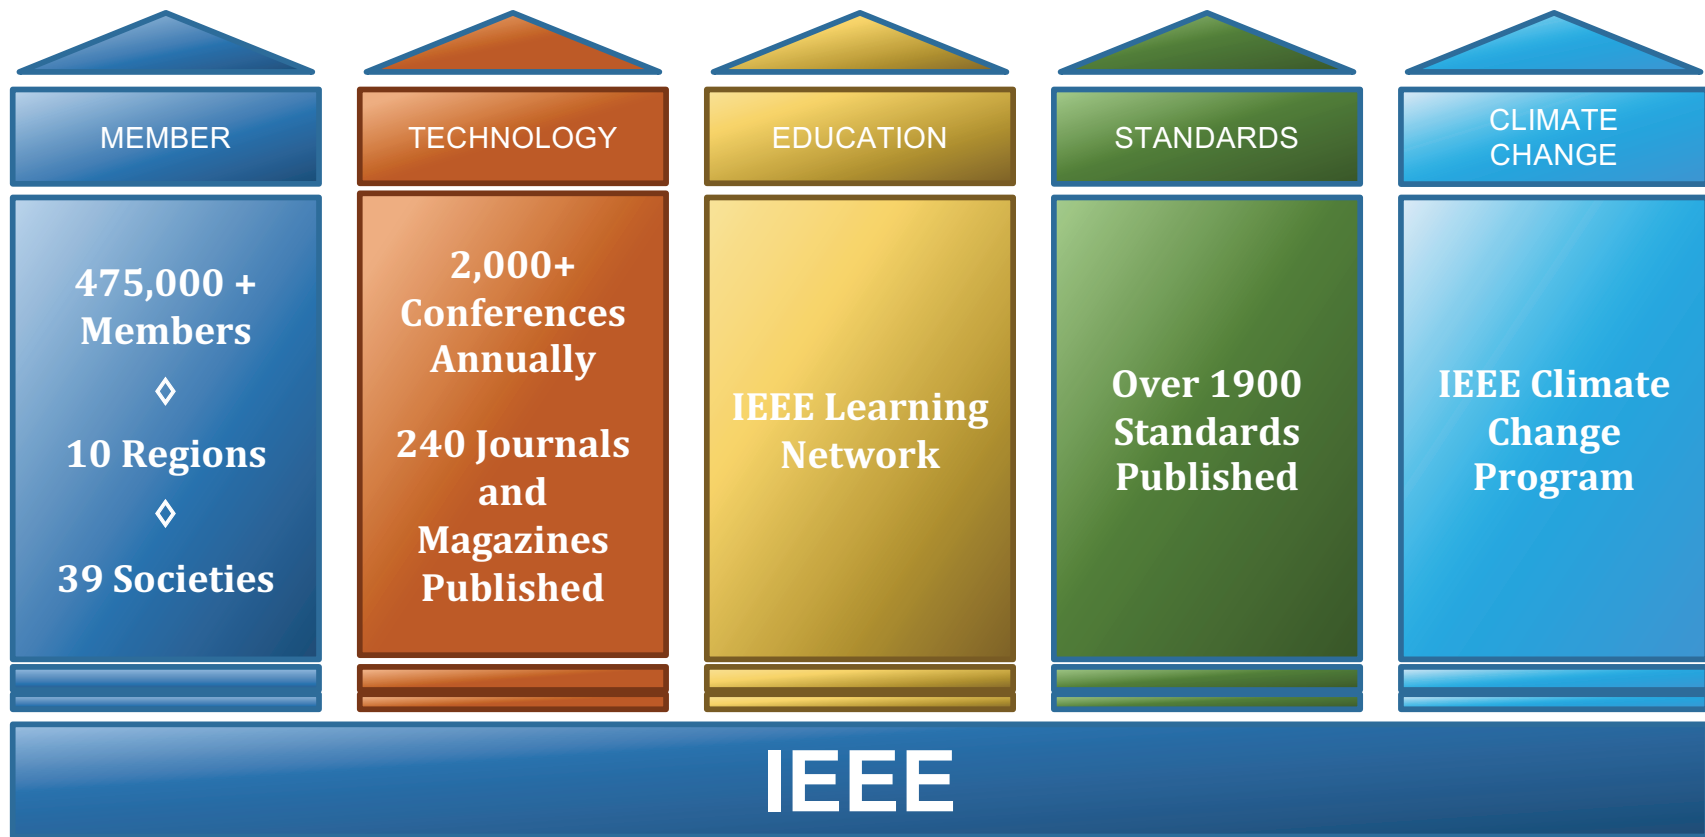 MEMBER
475,000 +
Members
◊
10 Regions
◊
39 Societies
TECHNOLOGY
2,000+
Conferences
Annually
240 Journals
and
Magazines
Published
EDUCATION
IEEE Learning
Network
STANDARDS
Over 1900
Standards
Published
CLIMATE
CHANGE
IEEE Climate
Change
Program
IEEE